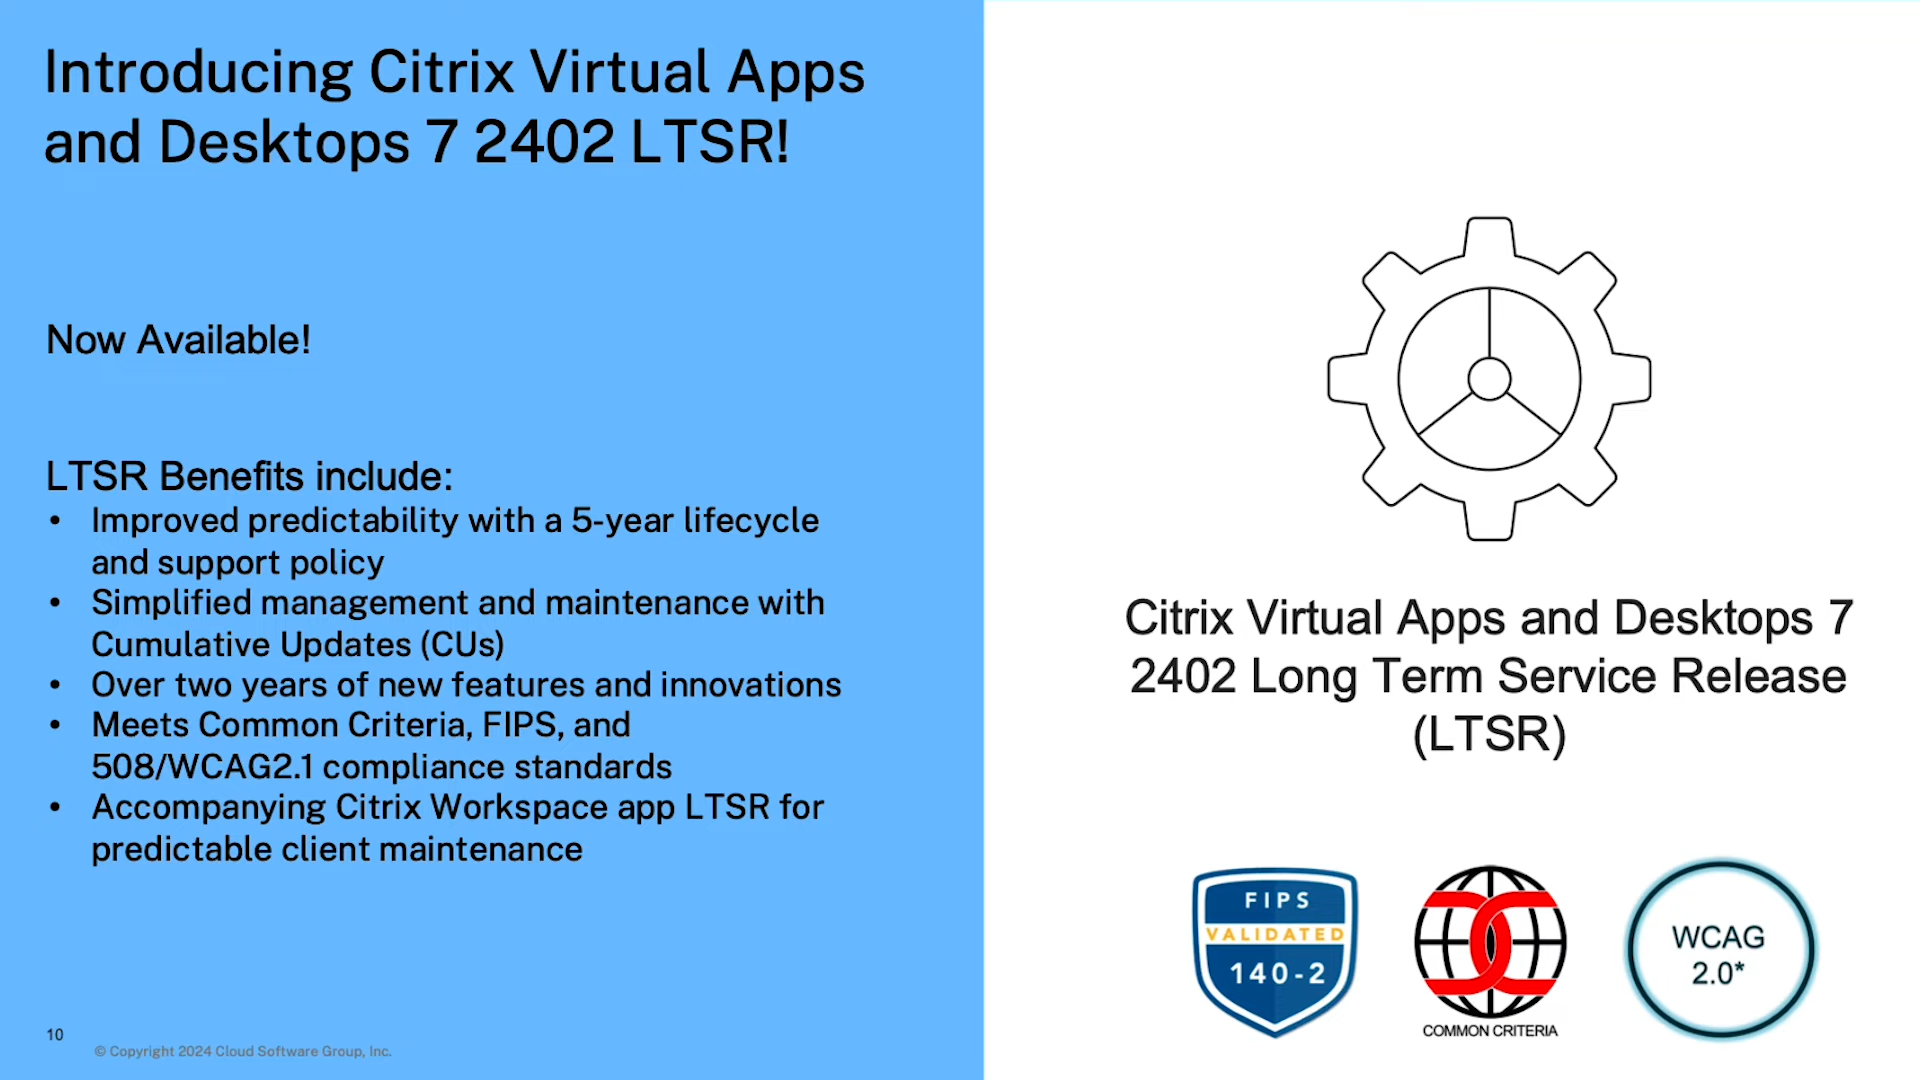 Introducing Citrix Virtual Apps
and Desktops 7 2402 LTSR!
Now Available!
LTSR Benefits include:
• Improved predictability with a 5-year lifecycle
and support policy
• Simplified management and maintenance with
Cumulative Updates (CUs)
• Over two years of new features and innovations
• Meets Common Criteria, FIPS, and
508/WCAG2.1 compliance standards
• Accompanying Citrix Workspace app LTSR for
predictable client maintenance
10
© Copyright 2024 Cloud Software Group, Inc.
Citrix Virtual Apps and Desktops 7
2402 Long Term Service Release
(LTSR)
FIPS
VALIDATED
140-2
COMMON CRITERIA
WCAG
2.0*